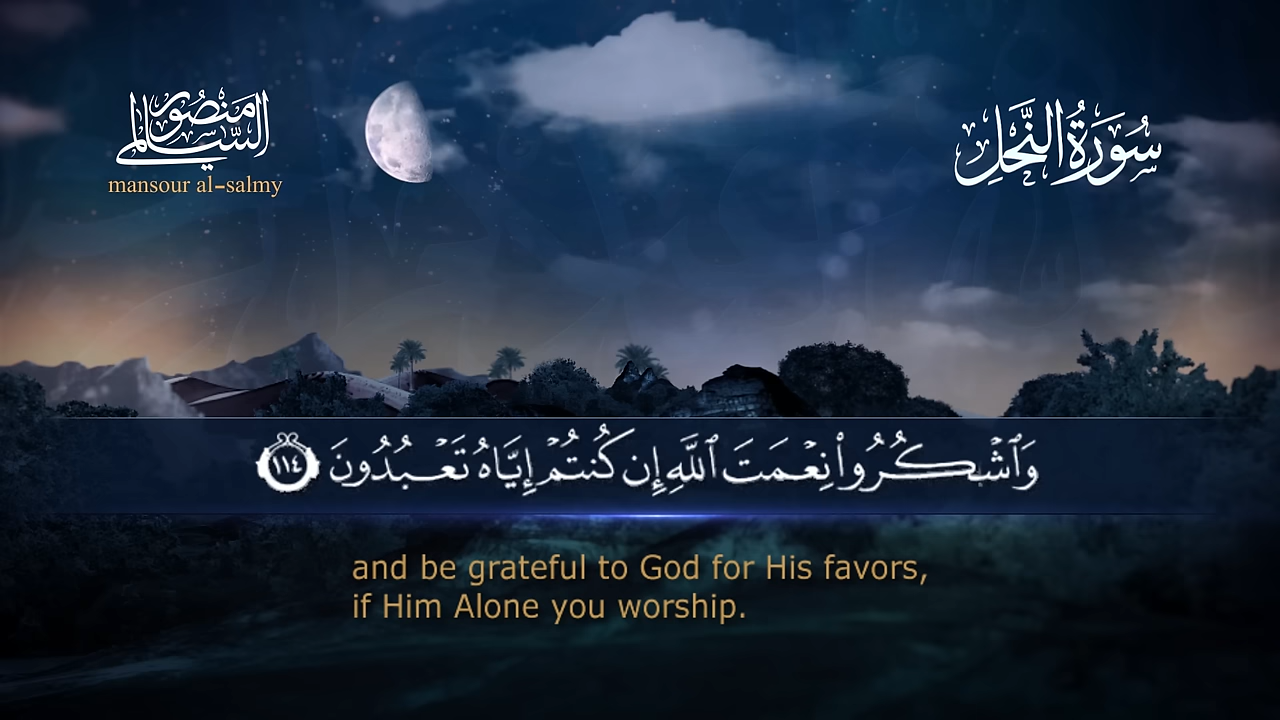 سُورَةُ النَّحْلِ
منصور السالمي
mansour al-salmy
وَٱشْكُرُوا۟ نِعْمَتَ ٱللَّهِ إِن كُنتُمْ إِيَّاهُ تَعْبُدُونَ ١١٤
and be grateful to God for His favors,
if Him Alone you worship.